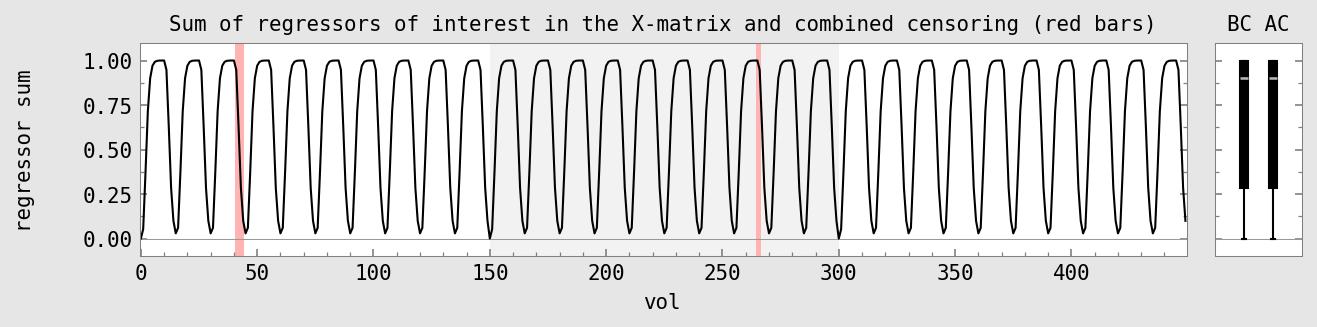 Sum of regressors of interest in the X-matrix and combined censoring (red bars)
BC AC
regressor sum
1.00
0.75
0.50
0.25
0.00
0 50 100 150 200 250 300 350 400
vol